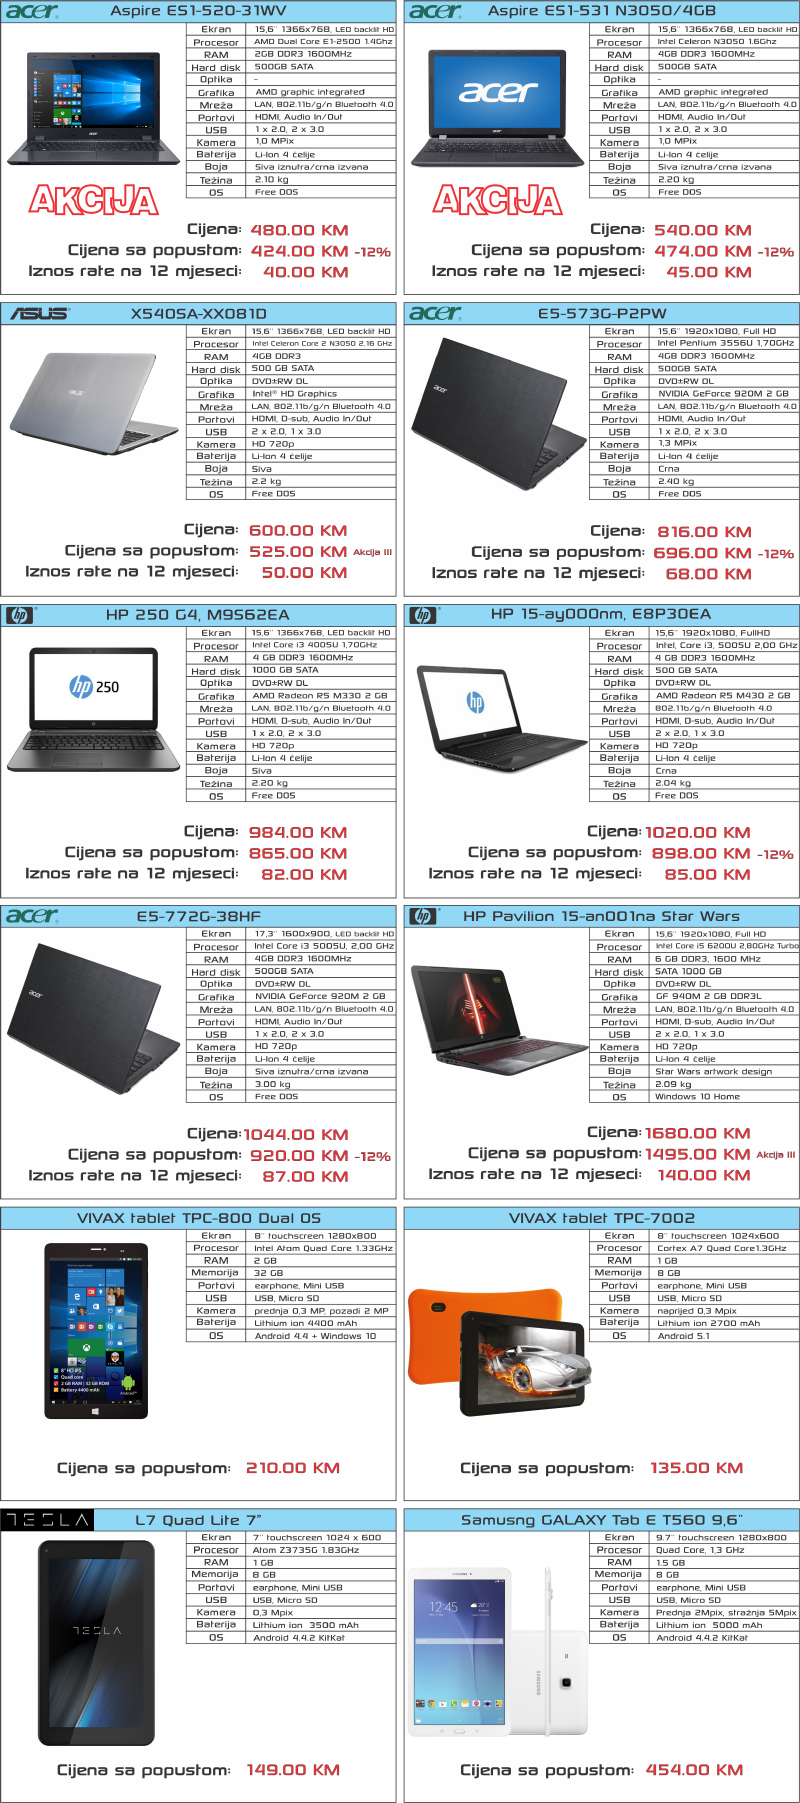 acer
Aspire ES1-520-31WV
Ekran 15,6" 1366x768, LED backlit HD
Procesor AMD Dual Core E1-2500 1.4Ghz
RAM 2GB DDR3 1600MHz
Hard disk 500GB SATA
Optika -
Grafika AMD graphic integrated
Mreža LAN, 802.11b/g/n Bluetooth 4.0
Portovi HDMI, Audio In/Out
USB 1 x 2.0, 2 x 3.0
Kamera 1,0 MPix
Baterija Li-Ion 4 ćelije
Boja Siva iznutra/crna izvana
Težina 2.10 kg
OS Free DOS
AKCIJA
Cijena: 480.00 KM
Cijena sa popustom: 424.00 KM -12%
Iznos rate na 12 mjeseci: 40.00 KM
acer
Aspire ES1-531 N3050/4GB
acer
Ekran 15,6" 1366x768, LED backlit HD
Procesor Intel Celeron N3050 1.6Ghz
RAM 4GB DDR3 1600MHz
Hard disk 500GB SATA
Optika -
Grafika AMD graphic integrated
Mreža LAN, 802.11b/g/n Bluetooth 4.0
Portovi HDMI, Audio In/Out
USB 1 x 2.0, 2 x 3.0
Kamera 1,0 MPix
Baterija Li-Ion 4 ćelije
Boja Siva iznutra/crna izvana
Težina 2.20 kg
OS Free DOS
AKCIJA
Cijena: 540.00 KM
Cijena sa popustom: 474.00 KM -12%
Iznos rate na 12 mjeseci: 45.00 KM
ASUS
X540SA-XX081D
Ekran 15,6" 1366x768, LED backlit HD
Procesor Intel Celeron Core 2 N3050 2,16 GHz
RAM 4GB DDR3
Hard disk 500 GB SATA
Optika DVD±RW DL
Grafika Intel® HD Graphics
Mreža LAN, 802.11b/g/n Bluetooth 4.0
Portovi HDMI, D-sub, Audio In/Out
USB 2 x 2.0, 1 x 3.0
Kamera HD 720p
Baterija Li-Ion 4 ćelije
Boja Siva
Težina 2.2 kg
OS Free DOS
Cijena: 600.00 KM
Cijena sa popustom: 525.00 KM Akcija !!!
Iznos rate na 12 mjeseci: 50.00 KM
acer
E5-573G-P2PW
acer
Ekran 15,6" 1920x1080, Full HD
Procesor Intel Pentium 3556U 1,70GHz
RAM 4GB DDR3 1600MHz
Hard disk 500GB SATA
Optika DVD±RW DL
Grafika NVIDIA GeForce 920M 2 GB
Mreža LAN, 802.11b/g/n Bluetooth 4.0
Portovi HDMI, Audio In/Out
USB 1 x 2.0, 2 x 3.0
Kamera 1,3 MPix
Baterija Li-Ion 4 ćelije
Boja Crna
Težina 2.40 kg
OS Free DOS
Cijena: 816.00 KM
Cijena sa popustom: 696.00 KM -12%
Iznos rate na 12 mjeseci: 68.00 KM
hp
HP 250 G4, M9S62EA
hp 250
Ekran 15,6" 1366x768, LED backlit HD
Procesor Intel Core i3 4005U 1,70GHz
RAM 4 GB DDR3 1600MHz
Hard disk 1000 GB SATA
Optika DVD±RW DL
Grafika AMD Radeon R5 M330 2 GB
Mreža LAN, 802.11b/g/n Bluetooth 4.0
Portovi HDMI, D-sub, Audio In/Out
USB 1 x 2.0, 2 x 3.0
Kamera HD 720p
Baterija Li-Ion 4 ćelije
Boja Siva
Težina 2.20 kg
OS Free DOS
Cijena: 984.00 KM
Cijena sa popustom: 865.00 KM
Iznos rate na 12 mjeseci: 82.00 KM
hp
HP 15-ay000nm, E8P30EA
hp
Ekran 15,6" 1920x1080, FullHD
Procesor Intel, Core i3, 5005U 2,00 GHz
RAM 4 GB DDR3 1600MHz
Hard disk 500 GB SATA
Optika DVD±RW DL
Grafika AMD Radeon R5 M430 2 GB
Mreža 802.11b/g/n Bluetooth 4.0
Portovi HDMI, D-sub, Audio In/Out
USB 2 x 2.0, 1 x 3.0
Kamera HD 720p
Baterija Li-Ion 4 ćelije
Boja Crna
Težina 2.04 kg
OS Free DOS
Cijena: 1020.00 KM
Cijena sa popustom: 898.00 KM -12%
Iznos rate na 12 mjeseci: 85.00 KM
acer
E5-772G-38HF
acer
Ekran 17,3" 1600x900, LED backlit HD
Procesor Intel Core i3 5005U, 2,00 GHz
RAM 4GB DDR3 1600MHz
Hard disk 500GB SATA
Optika DVD±RW DL
Grafika NVIDIA GeForce 920M 2 GB
Mreža LAN, 802.11b/g/n Bluetooth 4.0
Portovi HDMI, Audio In/Out
USB 1 x 2.0, 2 x 3.0
Kamera HD 720p
Baterija Li-Ion 4 ćelije
Boja Siva iznutra/crna izvana
Težina 3.00 kg
OS Free DOS
Cijena: 1044.00 KM
Cijena sa popustom: 920.00 KM -12%
Iznos rate na 12 mjeseci: 87.00 KM
hp
HP Pavilion 15-an001na Star Wars
Ekran 15,6" 1920x1080, Full HD
Procesor Intel Core i5 6200U 2,80GHz Turbo
RAM 6 GB DDR3, 1600 MHz
Hard disk SATA 1000 GB
Optika DVD±RW DL
Grafika GF 940M 2 GB DDR3L
Mreža LAN, 802.11b/g/n Bluetooth 4.0
Portovi HDMI, D-sub, Audio In/Out
USB 2 x 2.0, 1 x 3.0
Kamera HD 720p
Baterija Li-Ion 4 ćelije
Boja Star Wars artwork design
Težina 2.09 kg
OS Windows 10 Home
Cijena: 1680.00 KM
Cijena sa popustom: 1495.00 KM Akcija !!!
Iznos rate na 12 mjeseci: 140.00 KM
VIVAX tablet TPC-800 Dual OS
Ekran 8" touchscreen 1280x800
Procesor Intel Atom Quad Core 1.33GHz
RAM 2 GB
Memorija 32 GB
Portovi earphone, Mini USB
USB USB, Micro SD
Kamera prednja 0,3 MP, pozadi 2 MP
Baterija Lithium ion 4400 mAh
OS Android 4.4 + Windows 10
8" HD IPS
Quad core
2 GB RAM | 32 GB ROM
Battery 4400 mAh
Cijena sa popustom: 210.00 KM
VIVAX tablet TPC-7002
Ekran 8" touchscreen 1024x600
Procesor Cortex A7 Quad Core1.3GHz
RAM 1 GB
Memorija 8 GB
Portovi earphone, Mini USB
USB USB, Micro SD
Kamera naprijed 0,3 Mpix
Baterija Lithium ion 2700 mAh
OS Android 5.1
Cijena sa popustom: 135.00 KM
TESLA
L7 Quad Lite 7"
TESLA
Ekran 7" touchscreen 1024 x 600
Procesor Atom Z3735G 1.83GHz
RAM 1 GB
Memorija 8 GB
Portovi earphone, Mini USB
USB USB, Micro SD
Kamera 0,3 Mpix
Baterija Lithium ion 3500 mAh
OS Android 4.4.2 KitKat
Cijena sa popustom: 149.00 KM
Samusng GALAXY Tab E T560 9,6"
12:45
SAMSUNG
Ekran 9.7" touchscreen 1280x800
Procesor Quad Core, 1,3 GHz
RAM 1.5 GB
Memorija 8 GB
Portovi earphone, Mini USB
USB USB, Micro SD
Kamera Prednja 2Mpix, stražnja 5Mpix
Baterija Lithium ion 5000 mAh
OS Android 4.4.2 KitKat
Cijena sa popustom: 454.00 KM